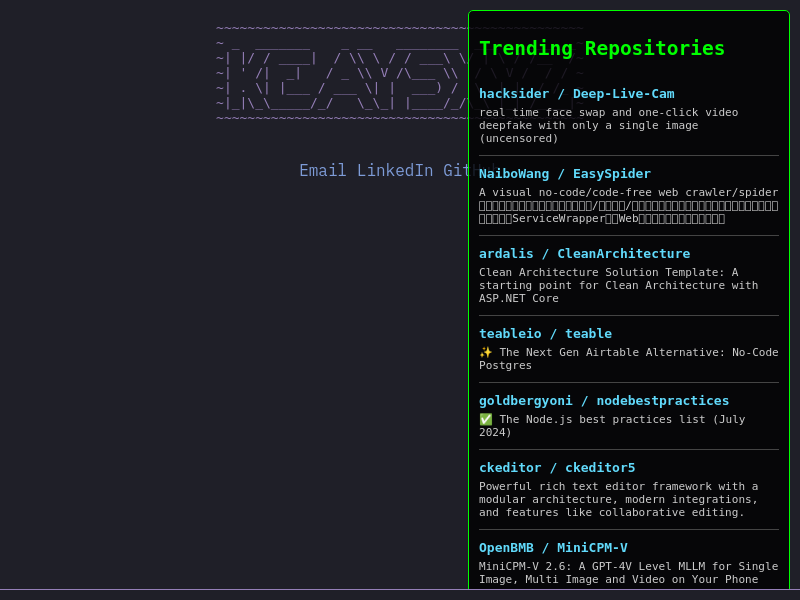 Email LinkedIn
Trending Repositories
hacksider / Deep-Live-Cam
real time face swap and one-click video
deepfake with only a single image
(uncensored)
NaiboWang / EasySpider
A visual no-code/code-free web crawler/spider
ServiceWrapper
Web
ardalis / CleanArchitecture
Clean Architecture Solution Template: A
starting point for Clean Architecture with
ASP.NET Core
teableio / teable
✨ The Next Gen Airtable Alternative: No-Code
Postgres
goldbergyoni / nodebestpractices
✅ The Node.js best practices list (July
2024)
ckeditor / ckeditor5
Powerful rich text editor framework with a
modular architecture, modern integrations,
and features like collaborative editing.
OpenBMB / MiniCPM-V
MiniCPM-V 2.6: A GPT-4V Level MLLM for Single
Image, Multi Image and Video on Your Phone